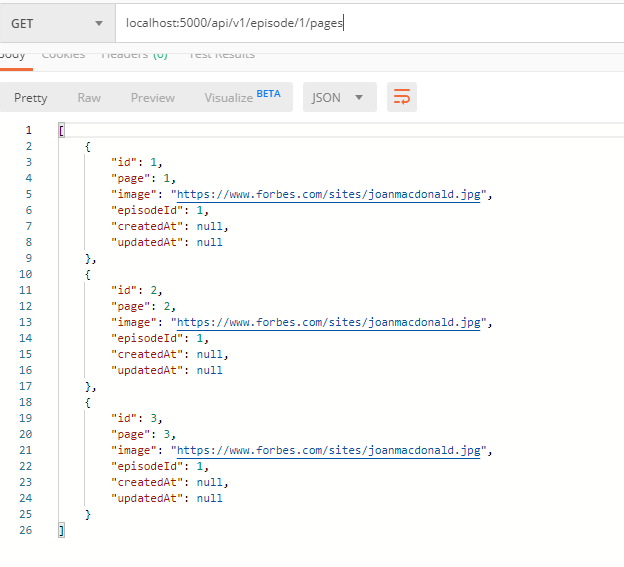 GET localhost:5000/api/v1/episode/1/pages
Body Cookies Headers (6) Test Results
Pretty Raw Preview Visualize BETA JSON
1 [
2 {
3 "id": 1,
4 "page": 1,
5 "image": "https://www.forbes.com/sites/joanmacdonald.jpg",
6 "episodeId": 1,
7 "createdAt": null,
8 "updatedAt": null
9 },
10 {
11 "id": 2,
12 "page": 2,
13 "image": "https://www.forbes.com/sites/joanmacdonald.jpg",
14 "episodeId": 1,
15 "createdAt": null,
16 "updatedAt": null
17 },
18 {
19 "id": 3,
20 "page": 3,
21 "image": "https://www.forbes.com/sites/joanmacdonald.jpg",
22 "episodeId": 1,
23 "createdAt": null,
24 "updatedAt": null
25 }
26 ]